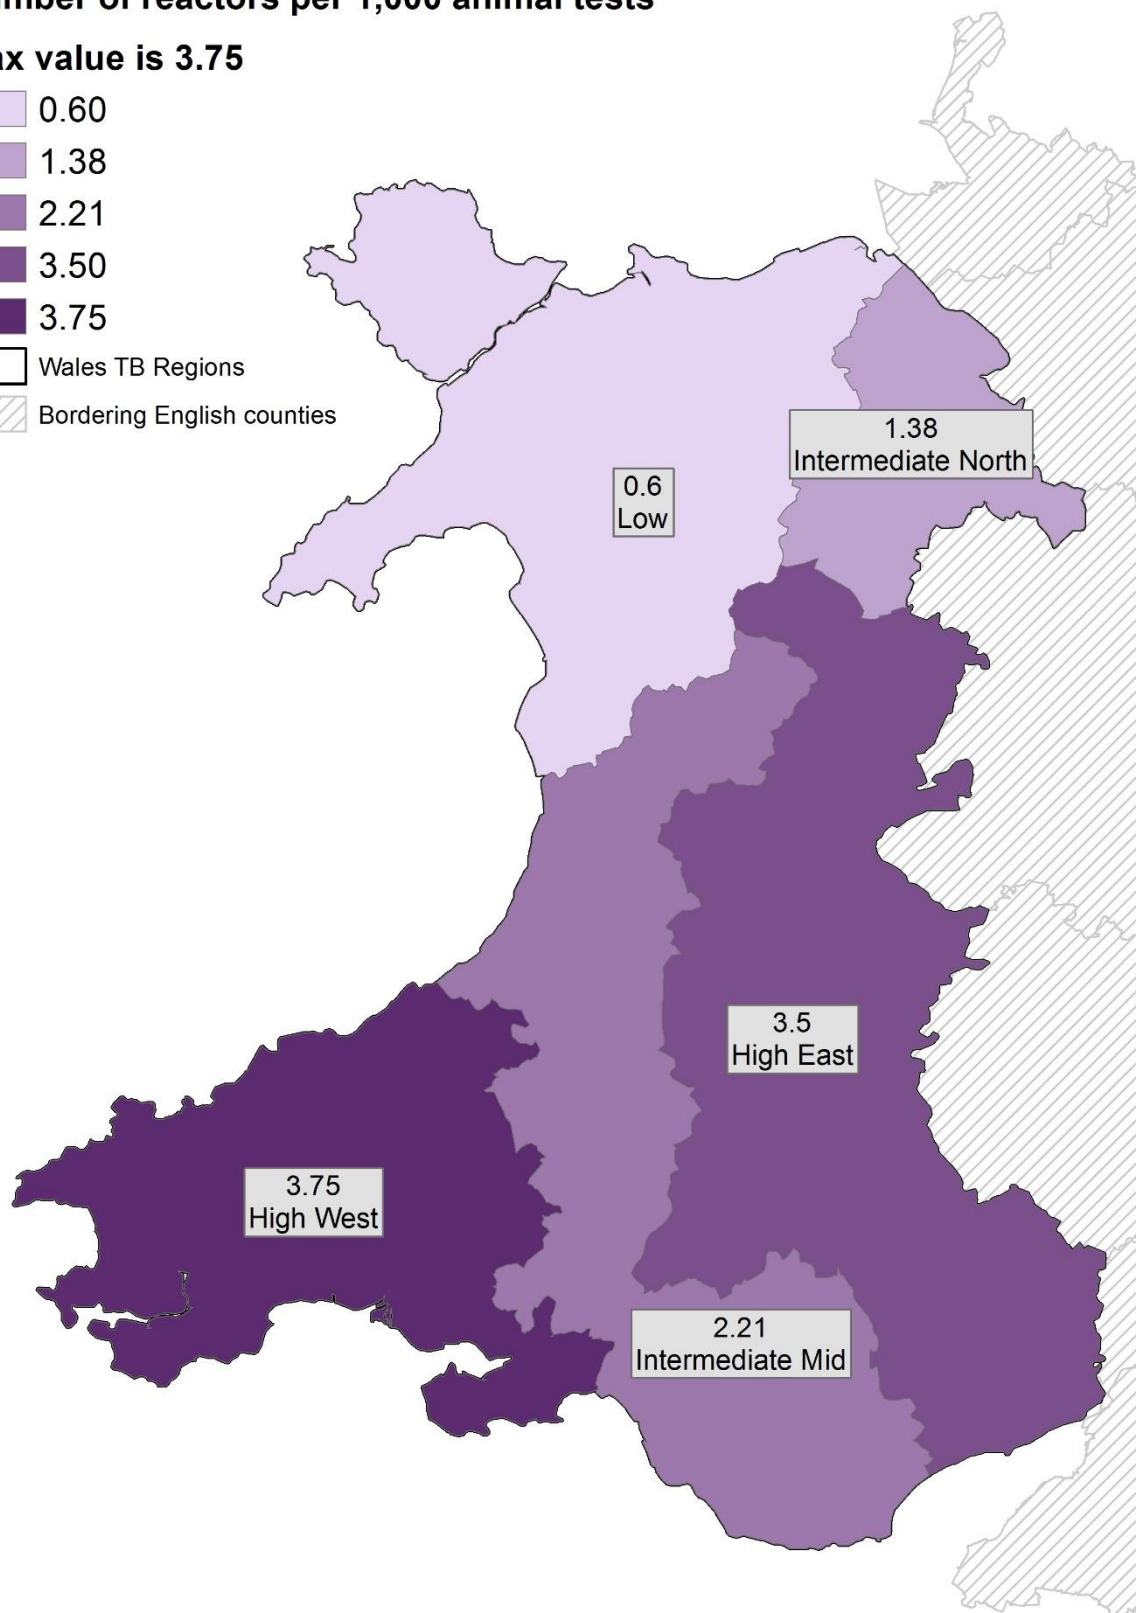 of reactors per 1,000 animal tests
value is 3.75
0.60
1.38
2.21
3.50
3.75
Wales TB Regions
Bordering English counties
1.38
Intermediate North
0.6
Low
3.5
High East
3.75
High West
2.21
Intermediate Mid